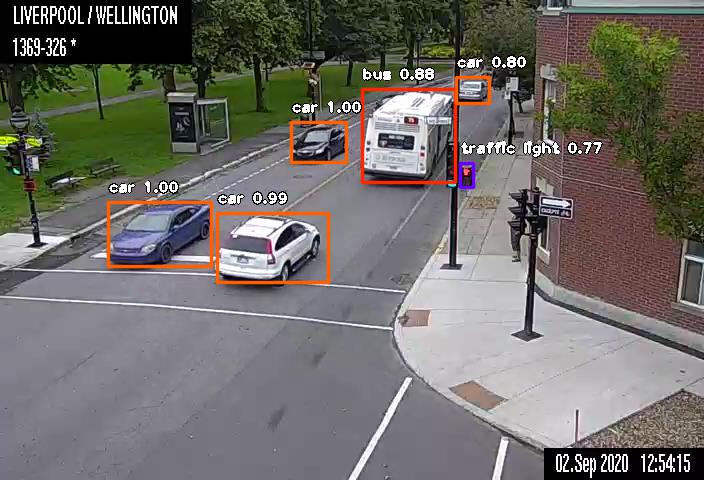 LIVERPOOL / WELLINGTON
1369-326 *
car 0.80
bus 0.88
car 1.00
traffic light 0.77
car 1.00
car 0.99
02.Sep 2020 12:54:15